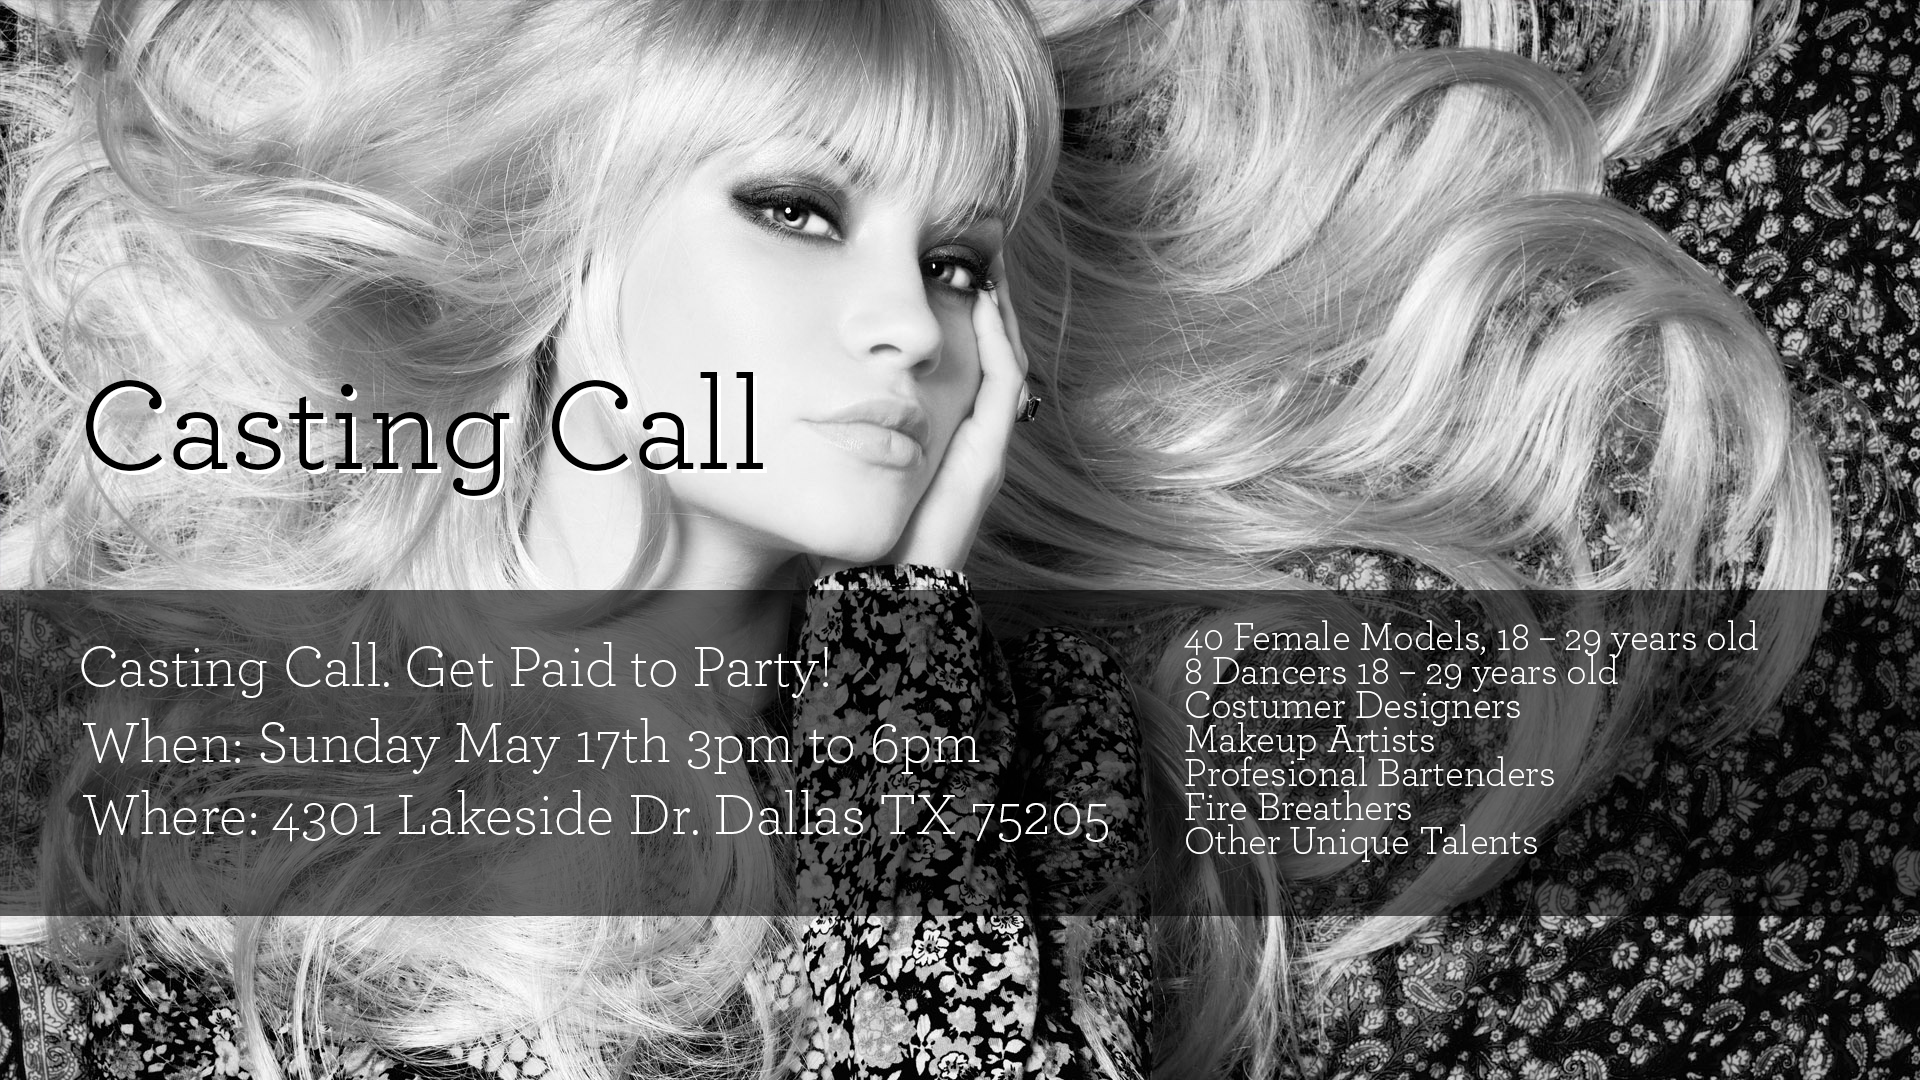 Casting Call
Casting Call. Get Paid to Party!
When: Sunday May 17th 3pm to 6pm
Where: 4301 Lakeside Dr. Dallas TX 75205
40 Female Models, 18 – 29 years old
8 Dancers 18 – 29 years old
Costumer Designers
Makeup Artists
Profesional Bartenders
Fire Breathers
Other Unique Talents